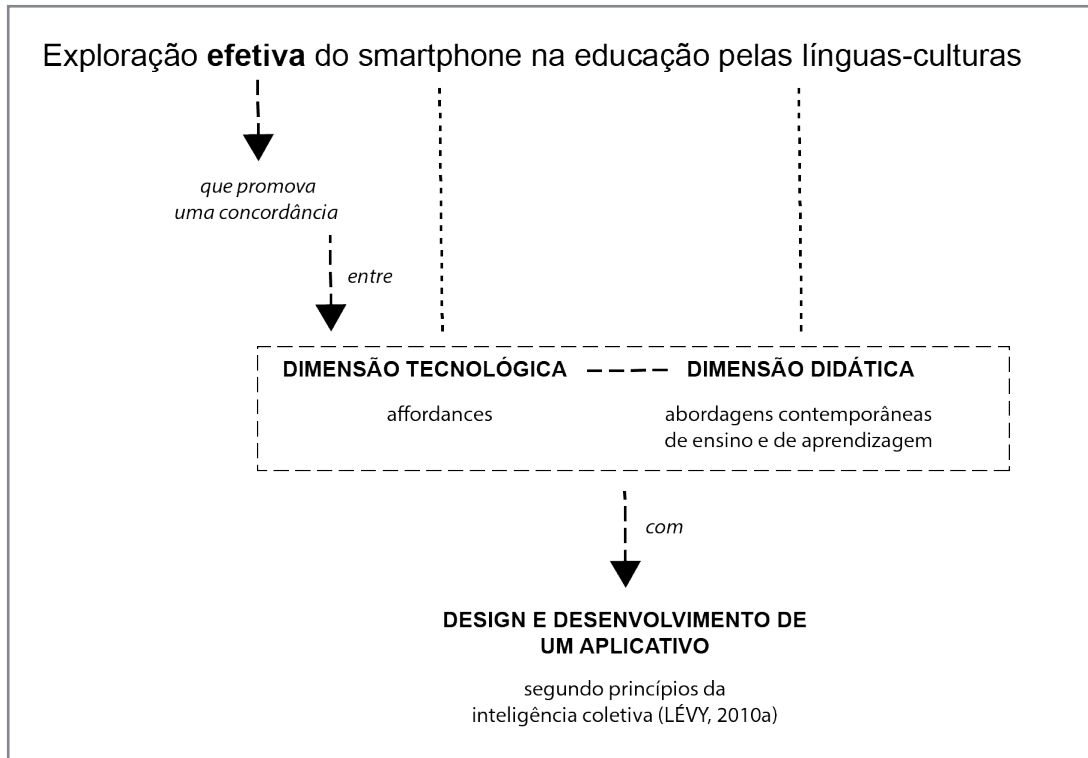 Exploração efetiva do smartphone na educação pelas línguas-culturas
que promova
uma concordância
entre
DIMENSÃO TECNOLÓGICA
DIMENSÃO DIDÁTICA
affordances
abordagens contemporâneas
de ensino e de aprendizagem
com
DESIGN E DESENVOLVIMENTO DE
UM APLICATIVO
segundo princípios da
inteligência coletiva (LÉVY, 2010a)